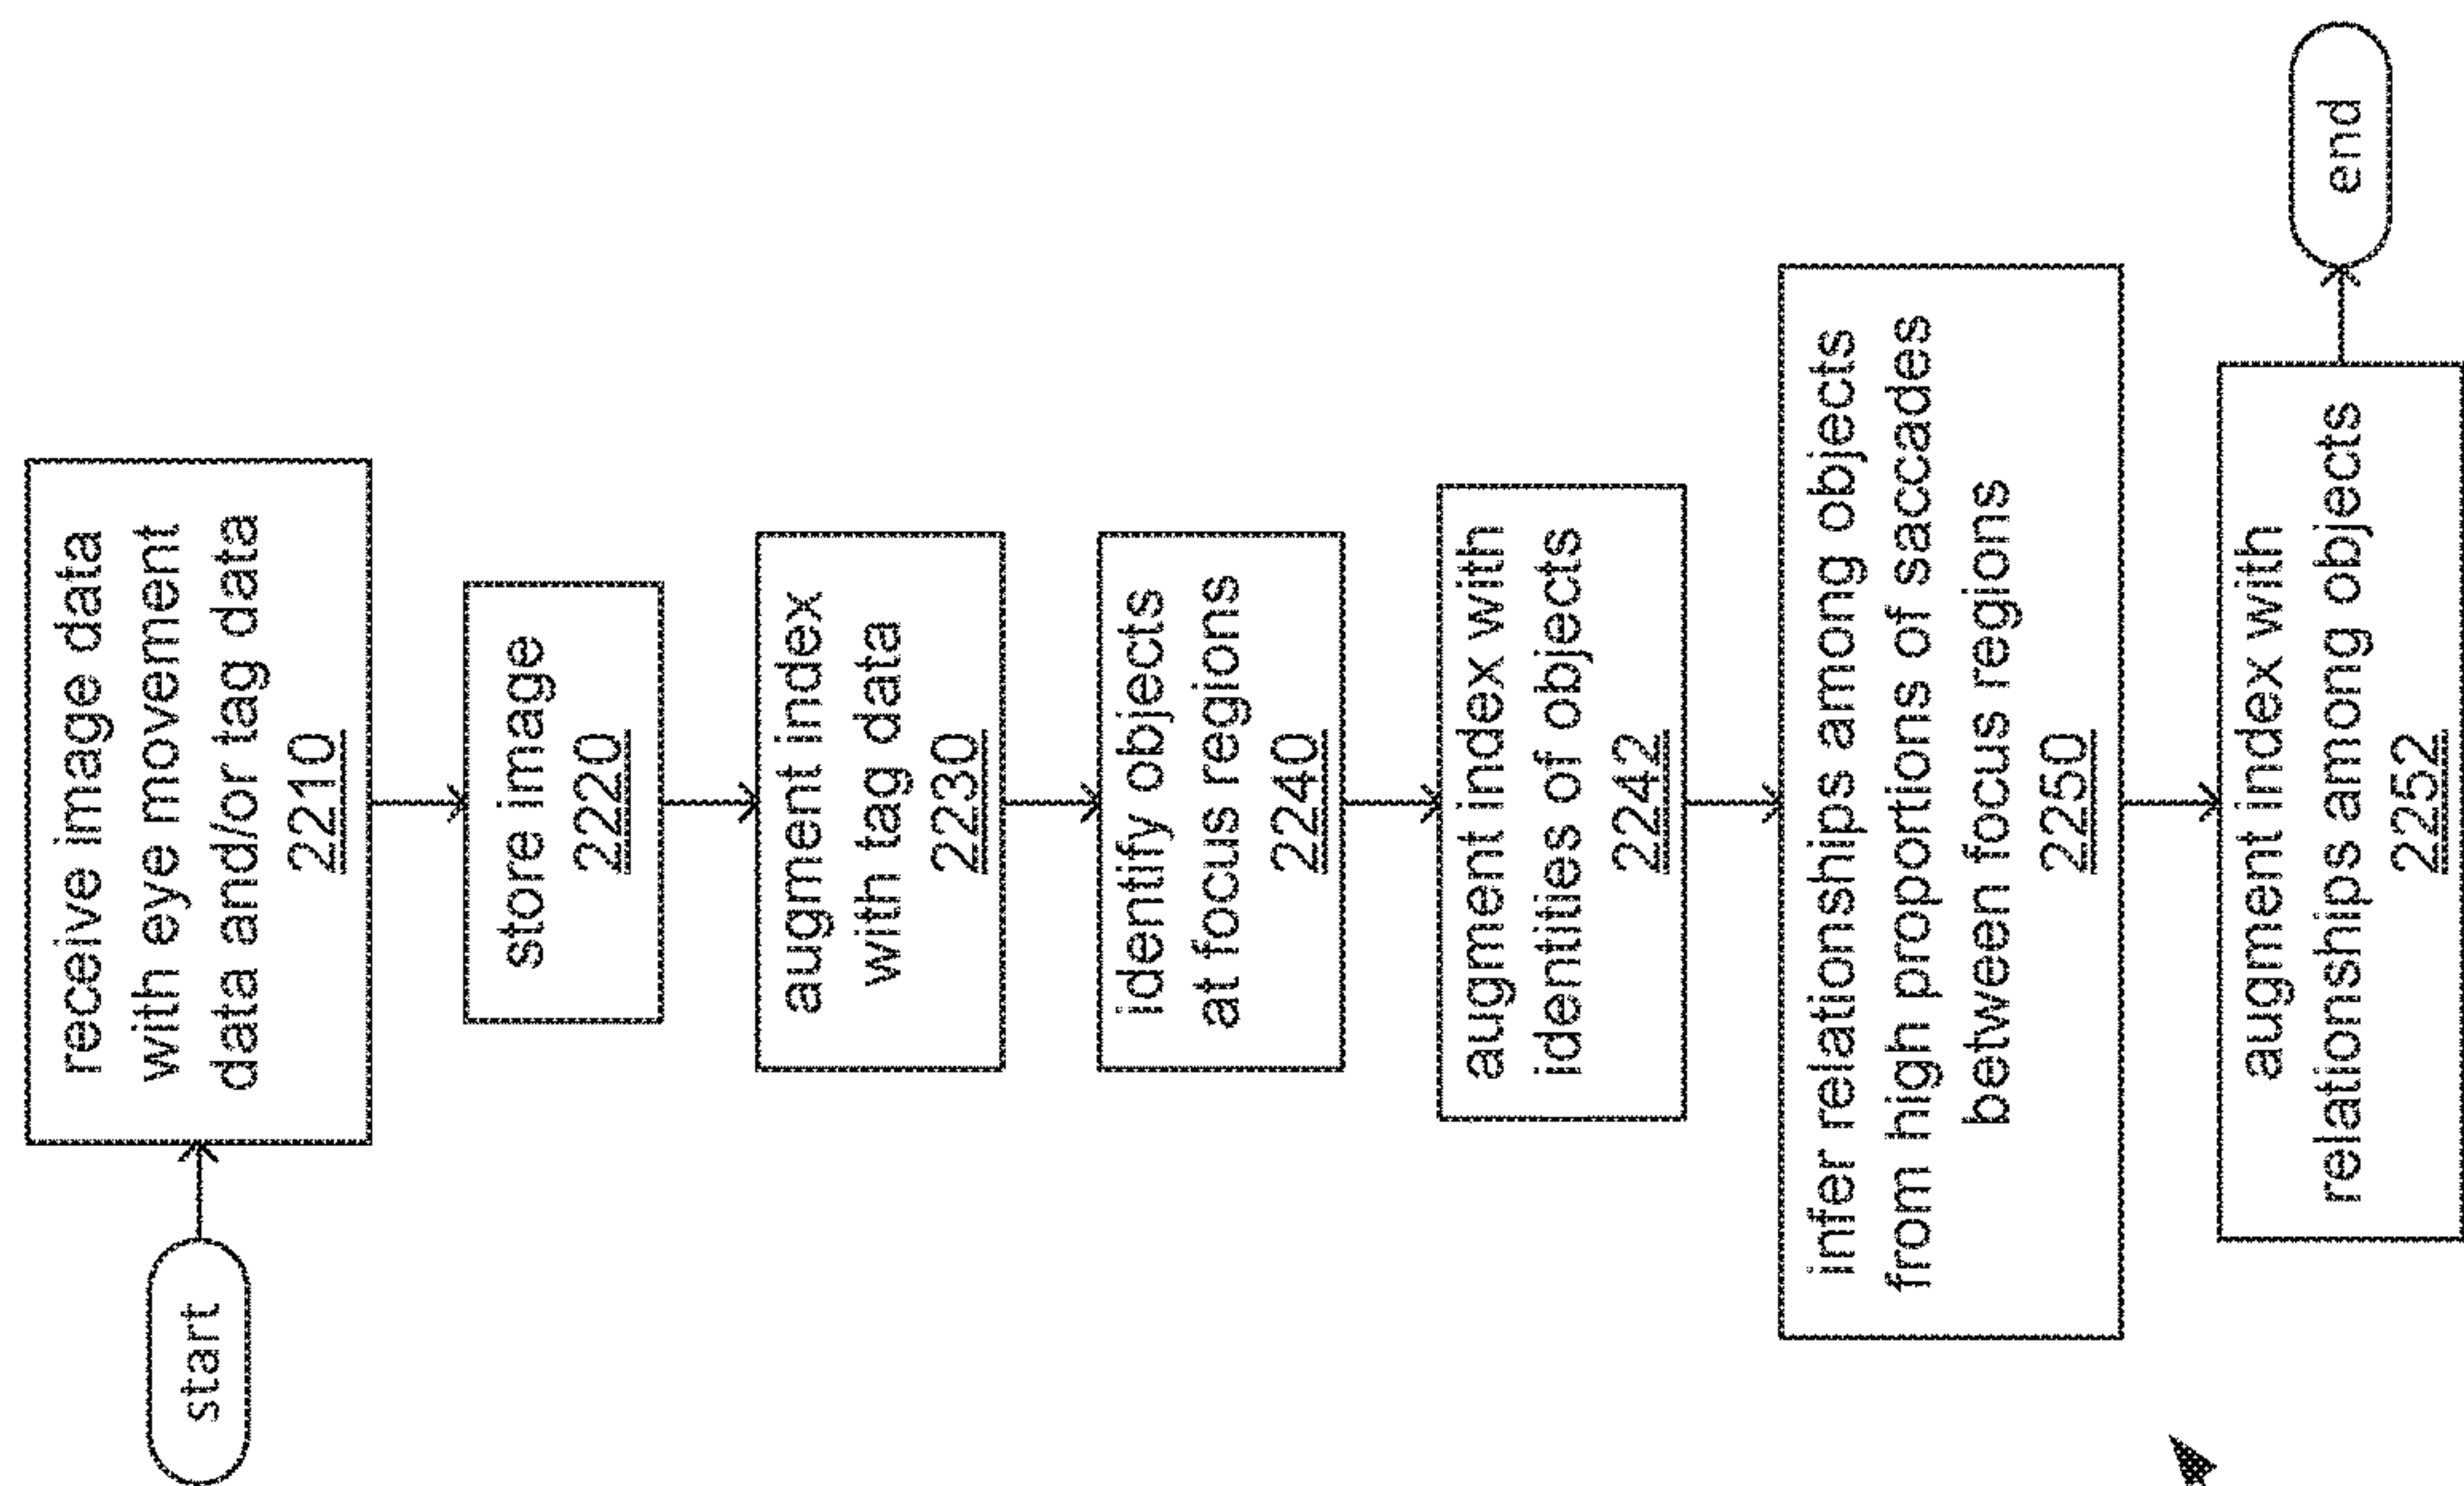 start
receive image data
with eye movement
data and/or tag data
2210
store image
2220
augment index
with tag data
2230
identify objects
at focus regions
2240
augment index with
identities of objects
2242
infer relationships among objects
from high proportions of saccades
between focus regions
2250
augment index with
relationships among objects
2252
end